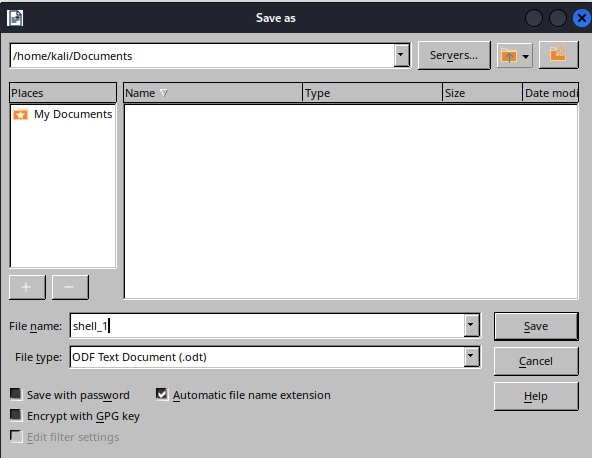 Save as
/home/kali/Documents
Servers...
Places
Name Type Size Date modi
My Documents
+ −
File name: shell_1 Save
File type: ODF Text Document (.odt) Cancel
Save with password Automatic file name extension Help
Encrypt with GPG key
Edit filter settings